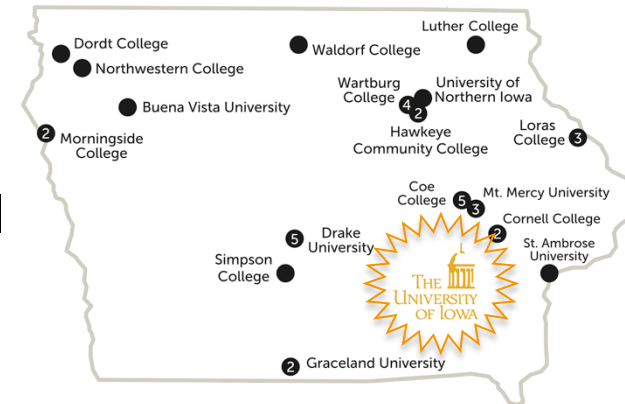 Luther College
Dordt College
Waldorf College
Northwestern College
Wartburg
College
University of
Northern Iowa
4
2
Buena Vista University
Hawkeye
Community College
2
Morningside
College
Loras
College
3
Coe
College
5
3
Mt. Mercy University
Cornell College
2
5
Drake
University
St. Ambrose
University
Simpson
College
THE
UNIVERSITY
OF IOWA
2
Graceland University